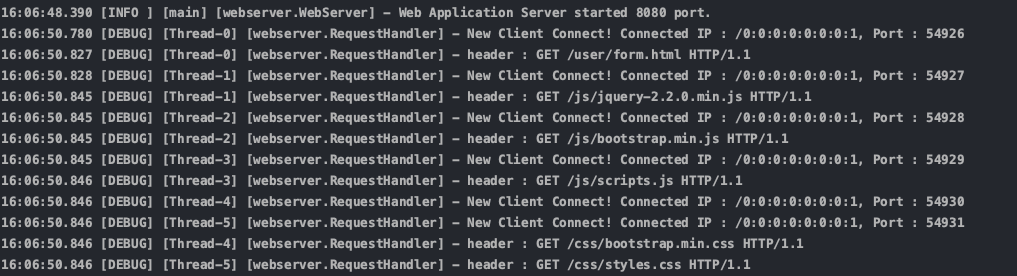 16:06:48.390 [INFO ] [main] [webserver.WebServer] - Web Application Server started 8080 port.
16:06:50.780 [DEBUG] [Thread-0] [webserver.RequestHandler] - New Client Connect! Connected IP : /0:0:0:0:0:0:0:1, Port : 54926
16:06:50.827 [DEBUG] [Thread-0] [webserver.RequestHandler] - header : GET /user/form.html HTTP/1.1
16:06:50.828 [DEBUG] [Thread-1] [webserver.RequestHandler] - New Client Connect! Connected IP : /0:0:0:0:0:0:0:1, Port : 54927
16:06:50.845 [DEBUG] [Thread-1] [webserver.RequestHandler] - header : GET /js/jquery-2.2.0.min.js HTTP/1.1
16:06:50.845 [DEBUG] [Thread-2] [webserver.RequestHandler] - New Client Connect! Connected IP : /0:0:0:0:0:0:0:1, Port : 54928
16:06:50.845 [DEBUG] [Thread-2] [webserver.RequestHandler] - header : GET /js/bootstrap.min.js HTTP/1.1
16:06:50.845 [DEBUG] [Thread-3] [webserver.RequestHandler] - New Client Connect! Connected IP : /0:0:0:0:0:0:0:1, Port : 54929
16:06:50.846 [DEBUG] [Thread-3] [webserver.RequestHandler] - header : GET /js/scripts.js HTTP/1.1
16:06:50.846 [DEBUG] [Thread-4] [webserver.RequestHandler] - New Client Connect! Connected IP : /0:0:0:0:0:0:0:1, Port : 54930
16:06:50.846 [DEBUG] [Thread-5] [webserver.RequestHandler] - New Client Connect! Connected IP : /0:0:0:0:0:0:0:1, Port : 54931
16:06:50.846 [DEBUG] [Thread-4] [webserver.RequestHandler] - header : GET /css/bootstrap.min.css HTTP/1.1
16:06:50.846 [DEBUG] [Thread-5] [webserver.RequestHandler] - header : GET /css/styles.css HTTP/1.1